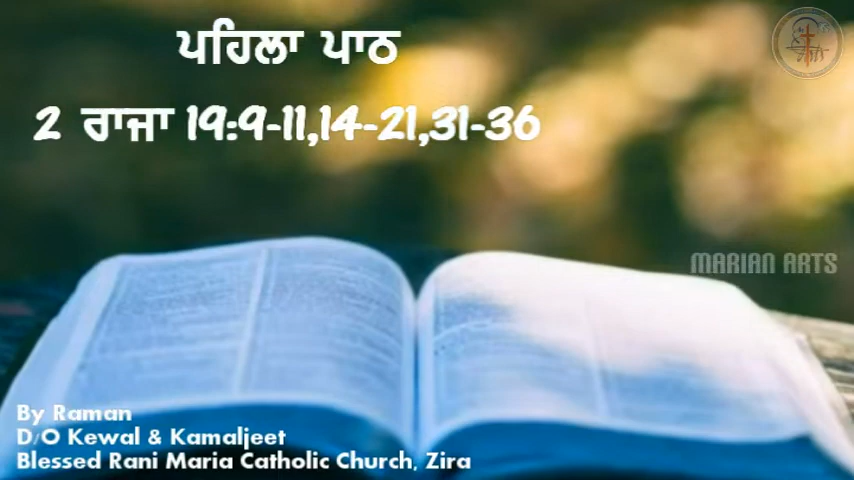 ਪਹਿਲਾ ਪਾਠ
2 ਰਾਜਾ 19:9-11,14-21,31-36
MARIAN ARTS
By Raman
D/O Kewal & Kamaljeet
Blessed Rani Maria Catholic Church, Zira